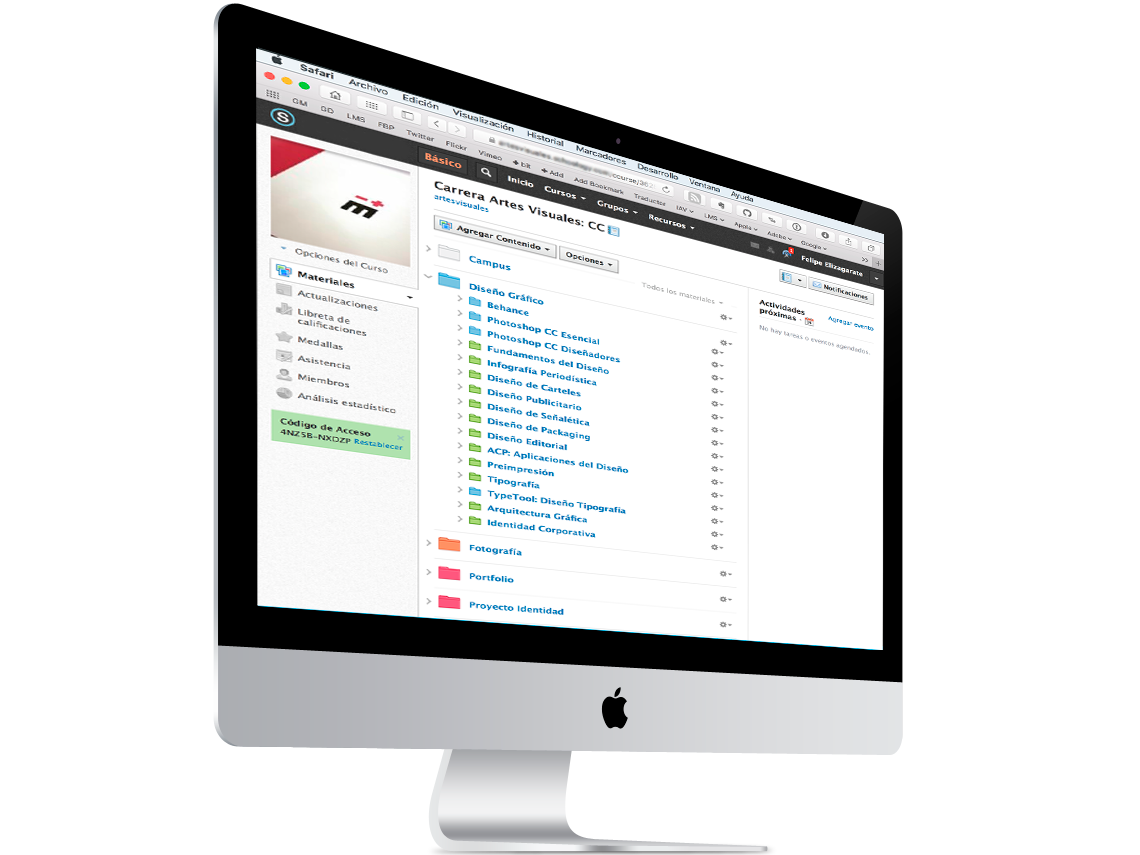 Safari Archivo Edición Visualización Historial Marcadores Desarrollo Ventana Ayuda
GM GD LMS FBP Twitter Flickr Vimeo + bit + Add Add Bookmark Traductor IAV LMS Apple Adobe Google
S
Básico Inicio Cursos Grupos Recursos Felipe Elizagarate
Carrera Artes Visuales: CC
artesvisuales
Notificaciones
Agregar Contenido Opciones
Todos los materiales
m
Opciones del Curso
Materiales
Actualizaciones
Libreta de
calificaciones
Medallas
Asistencia
Miembros
Análisis estadístico
Código de Acceso
4NZSB-NXDZP Restablecer
Campus
Diseño Gráfico
Behance
Photoshop CC Esencial
Photoshop CC Diseñadores
Fundamentos del Diseño
Infografía Periodística
Diseño de Carteles
Diseño Publicitario
Diseño de Señalética
Diseño de Packaging
Diseño Editorial
ACP: Aplicaciones del Diseño
Preimpresión
Tipografía
TypeTool: Diseño Tipografía
Arquitectura Gráfica
Identidad Corporativa
Fotografía
Portfolio
Proyecto Identidad
Actividades
próximas
Agregar evento
No hay tareas o eventos agendados.